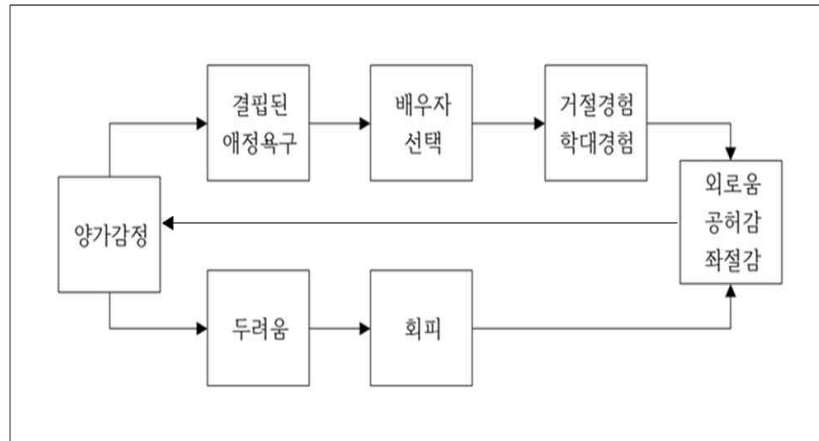 결핍된
애정욕구
배우자
선택
거절경험
학대경험
양가감정
외로움
공허감
좌절감
두려움
회피